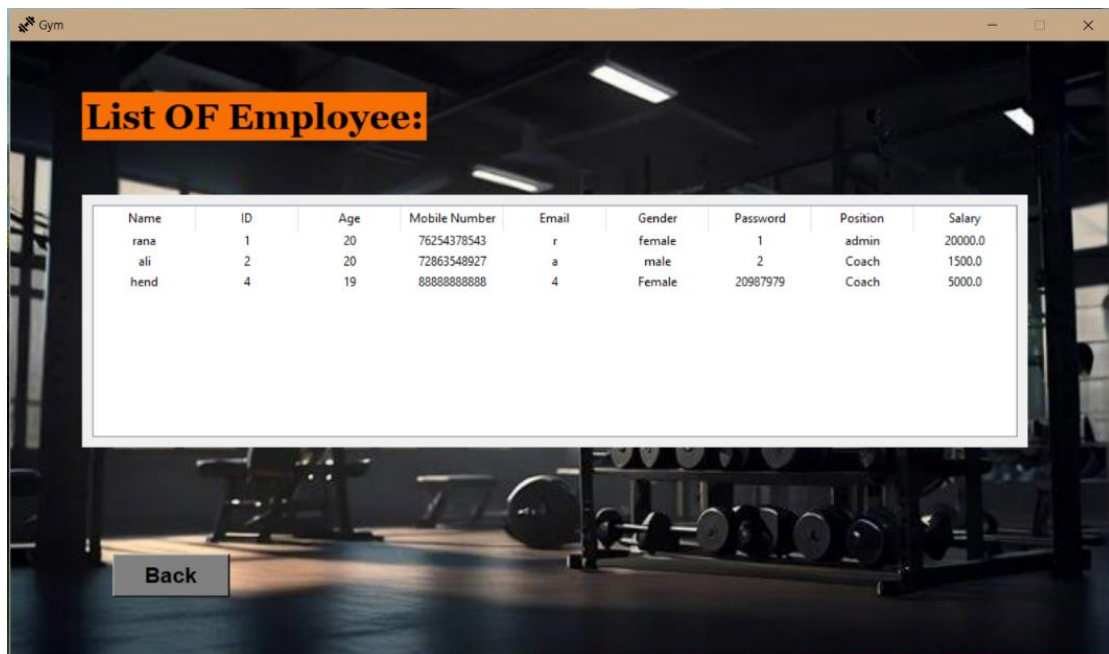 Gym
List OF Employee:
Name ID Age Mobile Number Email Gender Password Position Salary
rana 1 20 76254378543 r female 1 admin 20000.0
ali 2 20 72863548927 a male 2 Coach 1500.0
hend 4 19 88888888888 4 Female 20987979 Coach 5000.0
Back